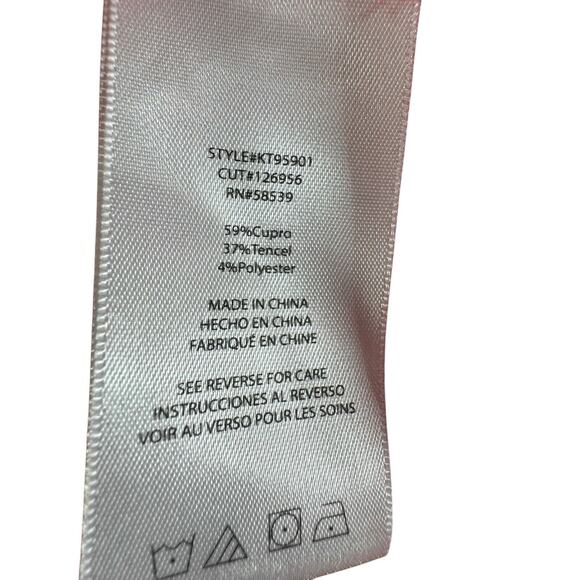 STYLE#KT95901
CUT#126956
RN#58539
59%Cupro
37%Tencel
4%Polyester
MADE IN CHINA
HECHO EN CHINA
FABRIQUÉ EN CHINE
SEE REVERSE FOR CARE
INSTRUCCIONES AL REVERSO
VOIR AU VERSO POUR LES SOINS